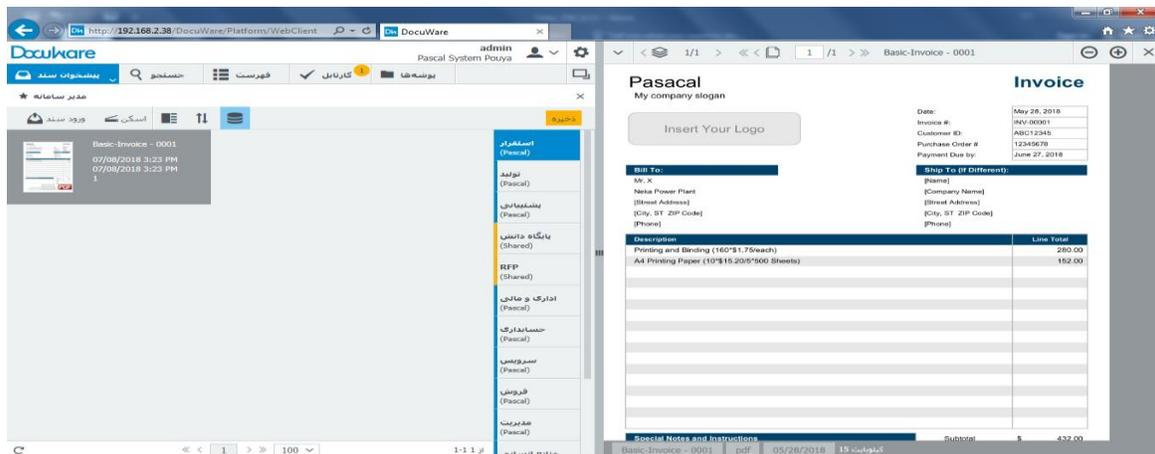 http://192.168.2.38/DocuWare/Platform/WebClient
DocuWare
DocuWare
admin
Pascal System Pouya
پیشخوان سند
جستجو
فهرست
کارتابل
1
پوشه‌ها
مدیر سامانه
ورود سند
اسکن
ذخیره
Basic-Invoice - 0001
07/08/2018 3:23 PM
07/08/2018 3:23 PM
1
استقرار
(Pascal)
تولید
(Pascal)
پشتیبانی
(Pascal)
پایگاه دانش
(Shared)
RFP
(Shared)
اداری و مالی
(Pascal)
حسابداری
(Pascal)
سرویس
(Pascal)
فروش
(Pascal)
مدیریت
(Pascal)
1
100
1-1 از 1
1/1
1 /1
Basic-Invoice - 0001
Pasacal
My company slogan
Invoice
Insert Your Logo
Date: May 28, 2018
Invoice #: INV-00001
Customer ID: ABC12345
Purchase Order # 12345678
Payment Due by: June 27, 2018
Bill To:
Mr. X
Neka Power Plant
[Street Address]
[City, ST ZIP Code]
[Phone]
Ship To (If Different):
[Name]
[Company Name]
[Street Address]
[City, ST ZIP Code]
[Phone]
Description Line Total
Printing and Binding (160*$1.75/each) 280.00
A4 Printing Paper (10*$15.20/5*500 Sheets) 152.00
Special Notes and Instructions
Subtotal $ 432.00
Basic-Invoice - 0001
pdf
05/28/2018
15 کیلوبایت